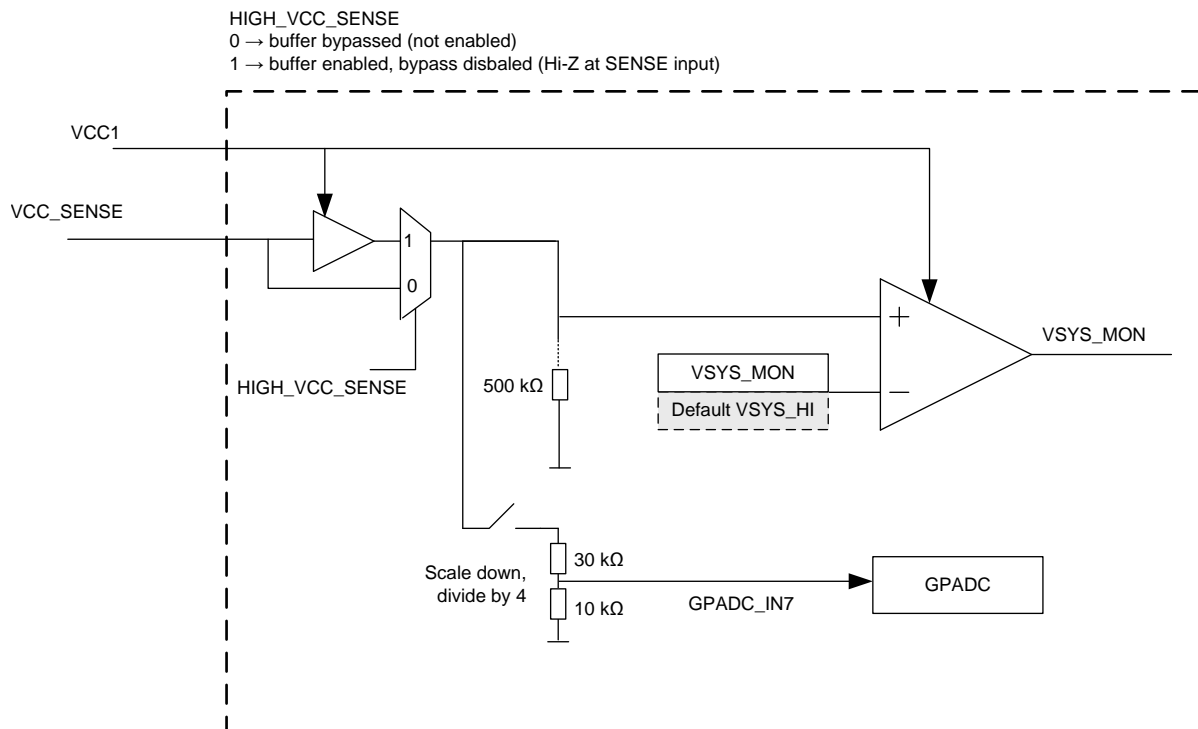 HIGH_VCC_SENSE
0 → buffer bypassed (not enabled)
1 → buffer enabled, bypass disbaled (Hi-Z at SENSE input)
VCC1
VCC_SENSE
1
0
+
VSYS_MON
HIGH_VCC_SENSE
500 kΩ
VSYS_MON
−
Default VSYS_HI
30 kΩ
Scale down,
divide by 4
10 kΩ
GPADC_IN7
GPADC